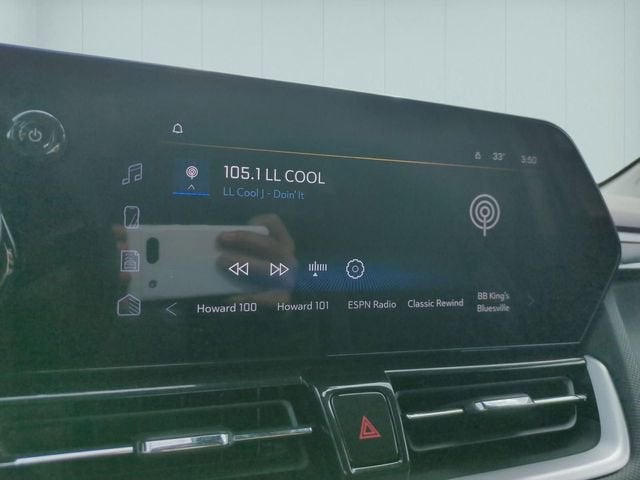 33° 3:50
105.1 LL COOL
LL Cool J - Doin' It
Howard 100 Howard 101 ESPN Radio Classic Rewind BB King's
Bluesville